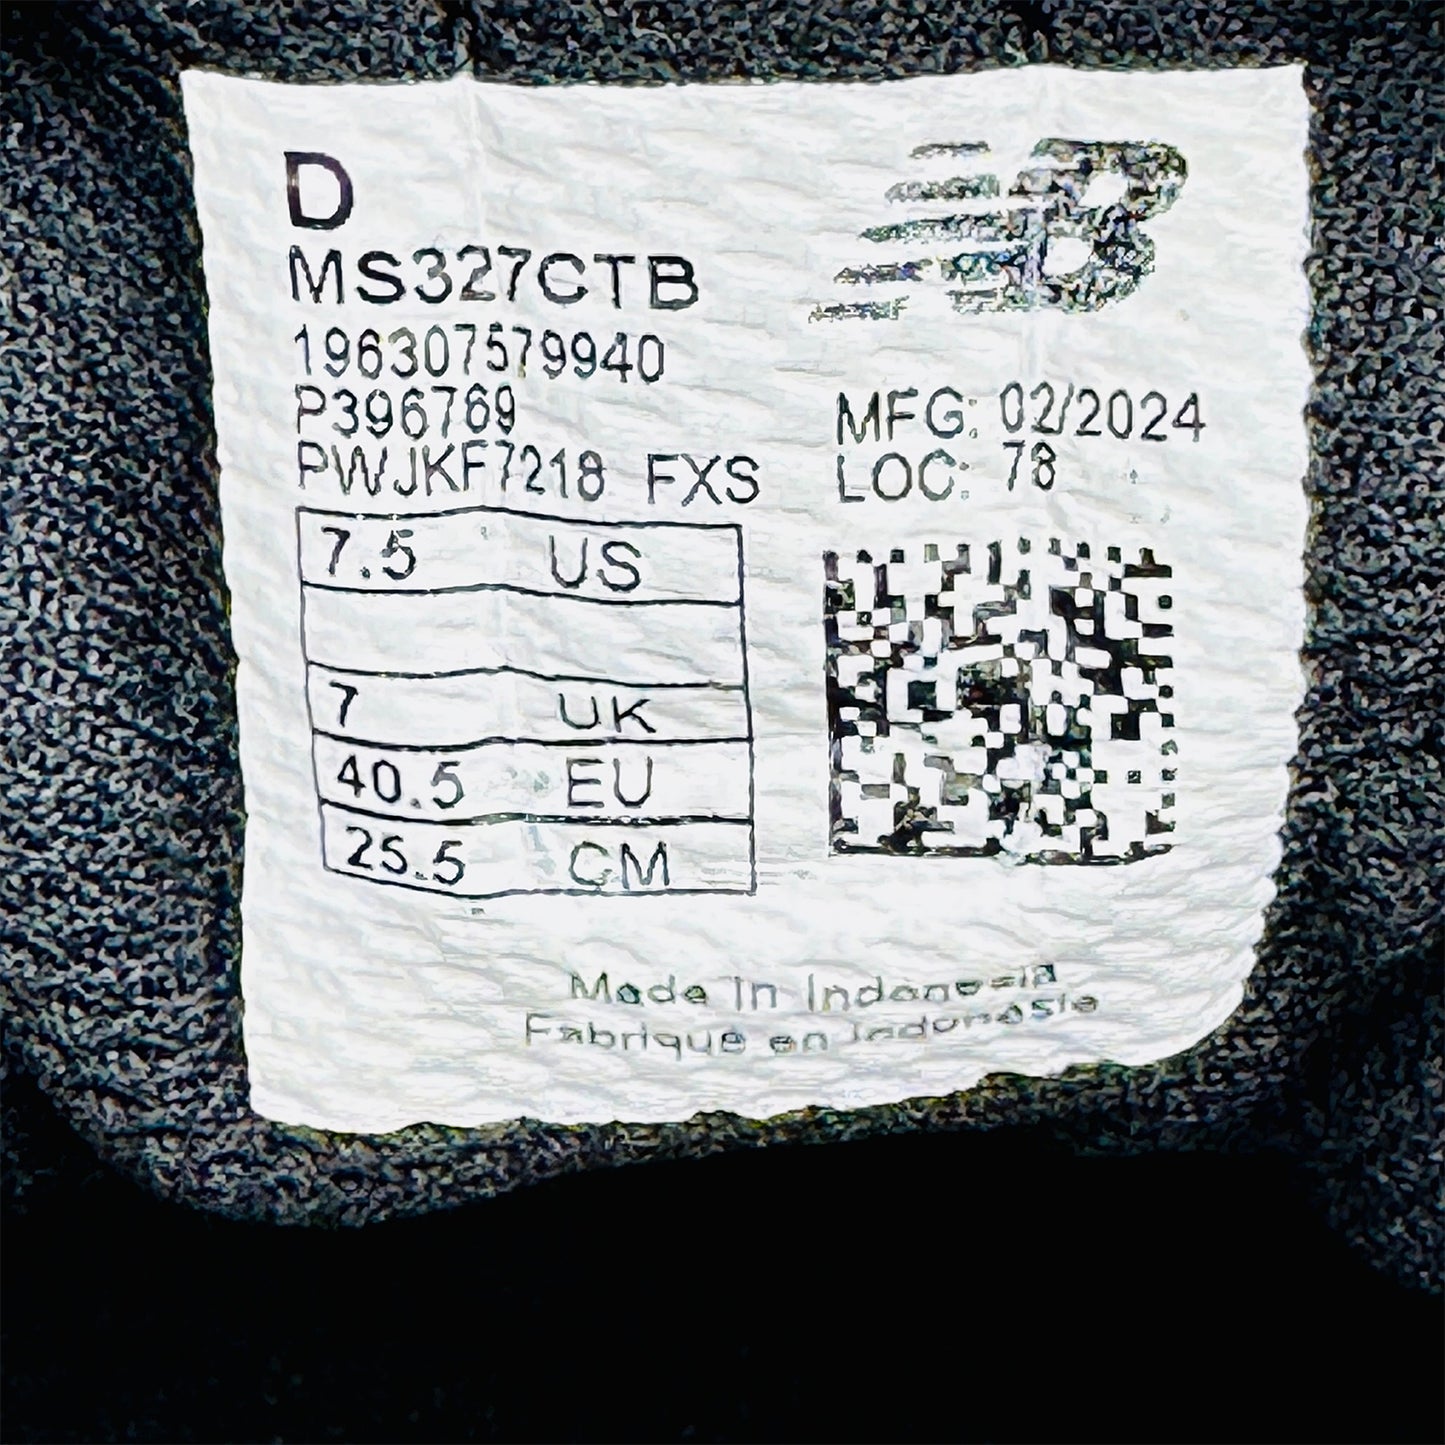 D
MS327CTB
196307579940
P396769
PWJKF7218 FXS
MFG: 02/2024
LOC: 78
7.5 US
7 UK
40.5 EU
25.5 CM
Made in Indonesia
Fabriqué en Indonésie